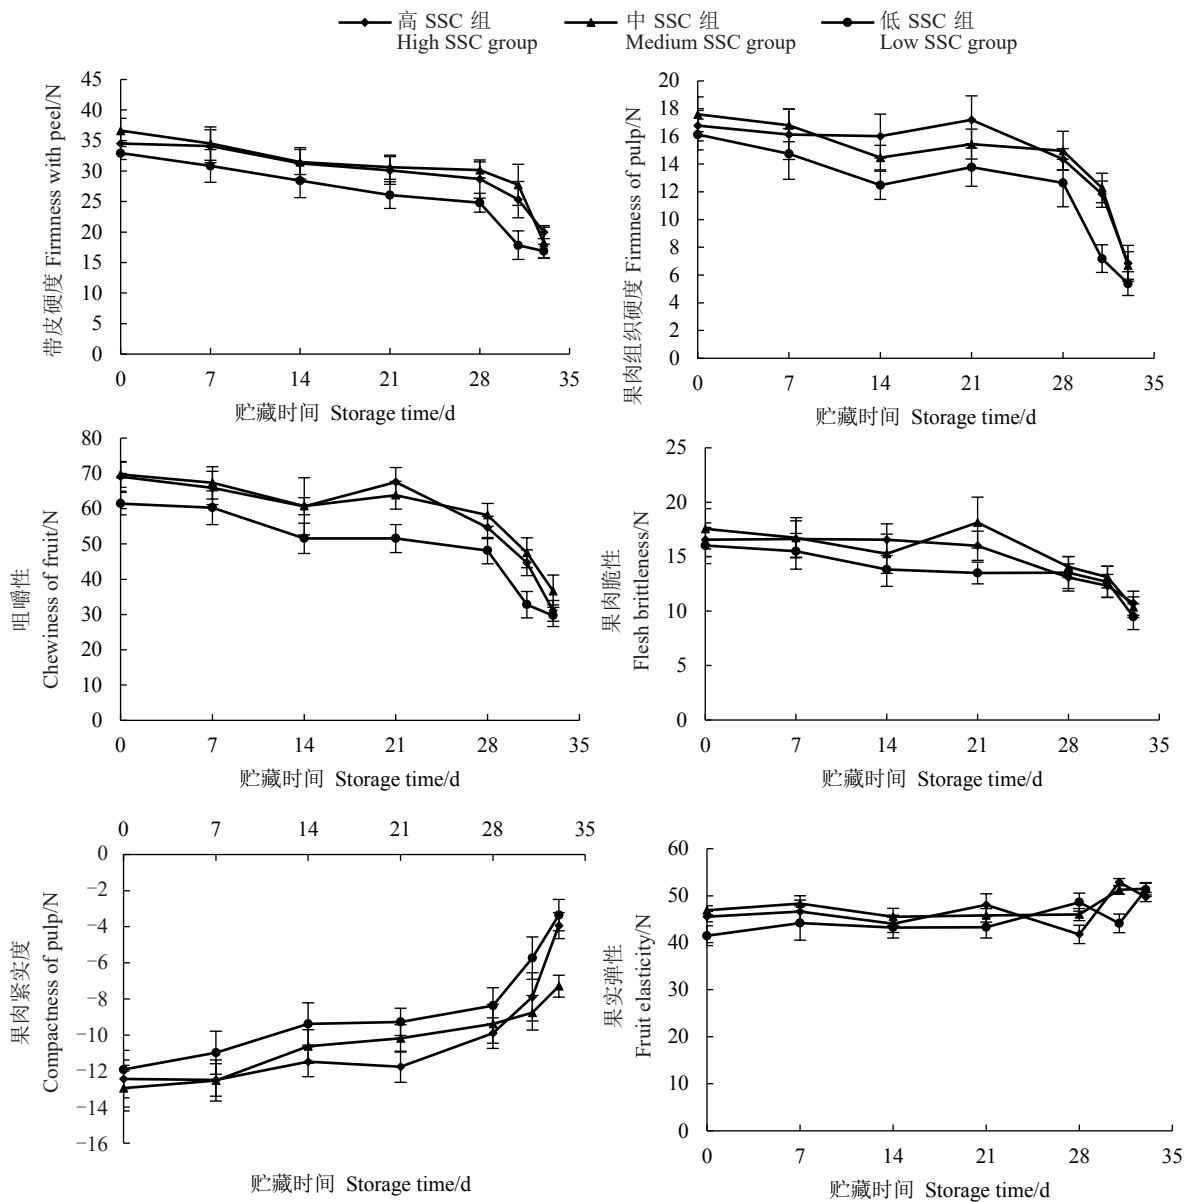 高 SSC 组
High SSC group
中 SSC 组
Medium SSC group
低 SSC 组
Low SSC group
带皮硬度 Firmness with peel/N
45
40
35
30
25
20
15
10
5
0
0 7 14 21 28 35
贮藏时间 Storage time/d
果肉组织硬度 Firmness of pulp/N
20
18
16
14
12
10
8
6
4
2
0
0 7 14 21 28 35
贮藏时间 Storage time/d
咀嚼性
Chewiness of fruit/N
80
70
60
50
40
30
20
10
0
0 7 14 21 28 35
贮藏时间 Storage time/d
果肉脆性
Flesh brittleness/N
25
20
15
10
5
0
0 7 14 21 28 35
贮藏时间 Storage time/d
果肉紧实度
Compactness of pulp/N
0 7 14 21 28 35
0
−2
−4
−6
−8
−10
−12
−14
−16
贮藏时间 Storage time/d
果实弹性
Fruit elasticity/N
60
50
40
30
20
10
0
0 7 14 21 28 35
贮藏时间 Storage time/d